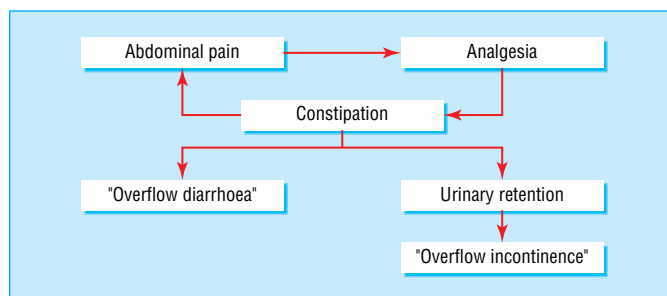 Abdominal pain
Analgesia
Constipation
"Overflow diarrhoea"
Urinary retention
"Overflow incontinence"